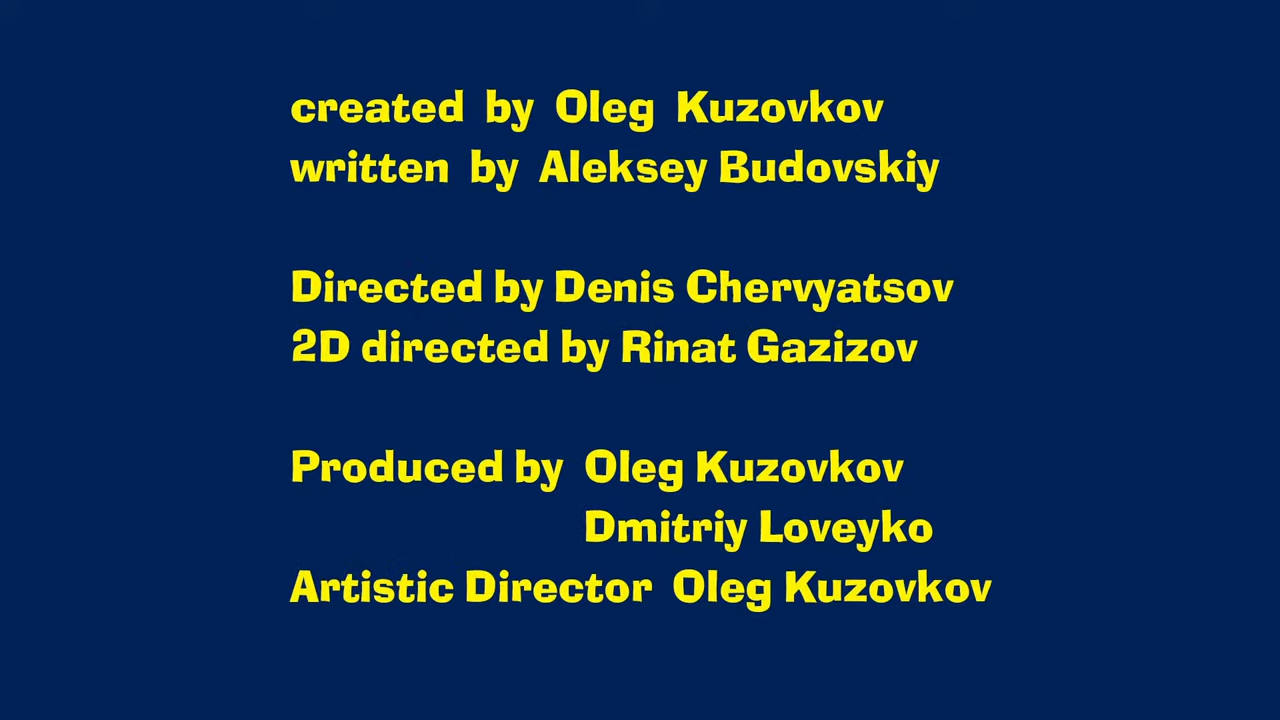 created by Oleg Kuzovkov
written by Aleksey Budovskiy
Directed by Denis Chervyatsov
2D directed by Rinat Gazizov
Produced by Oleg Kuzovkov
Dmitriy Loveyko
Artistic Director Oleg Kuzovkov